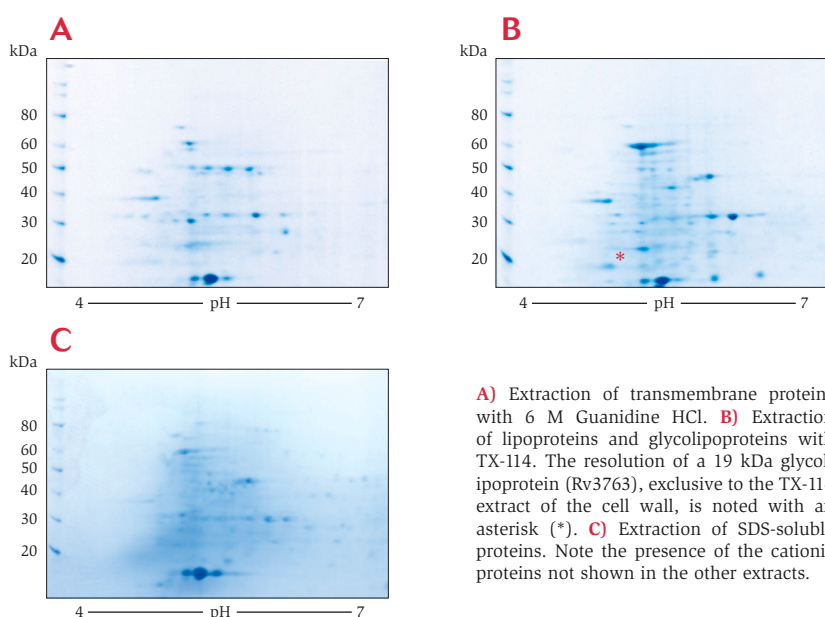 A
kDa
80
60
50
40
30
20
4 pH 7
B
kDa
80
60
50
40
30
20
*
4 pH 7
C
kDa
80
60
50
40
30
20
4 pH 7
A) Extraction of transmembrane protein
with 6 M Guanidine HCl. B) Extraction
of lipoproteins and glycolipoproteins with
TX-114. The resolution of a 19 kDa glycol
ipoprotein (Rv3763), exclusive to the TX-11
extract of the cell wall, is noted with an
asterisk (*). C) Extraction of SDS-solubl
proteins. Note the presence of the cationi
proteins not shown in the other extracts.